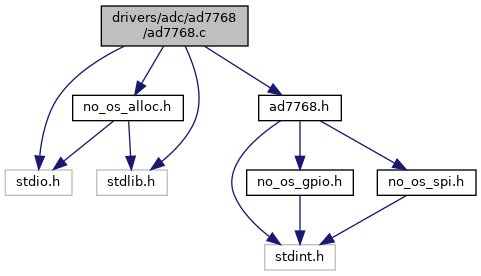 drivers/adc/ad7768
/ad7768.c
no_os_alloc.h
ad7768.h
stdio.h
stdlib.h
no_os_gpio.h
no_os_spi.h
stdint.h